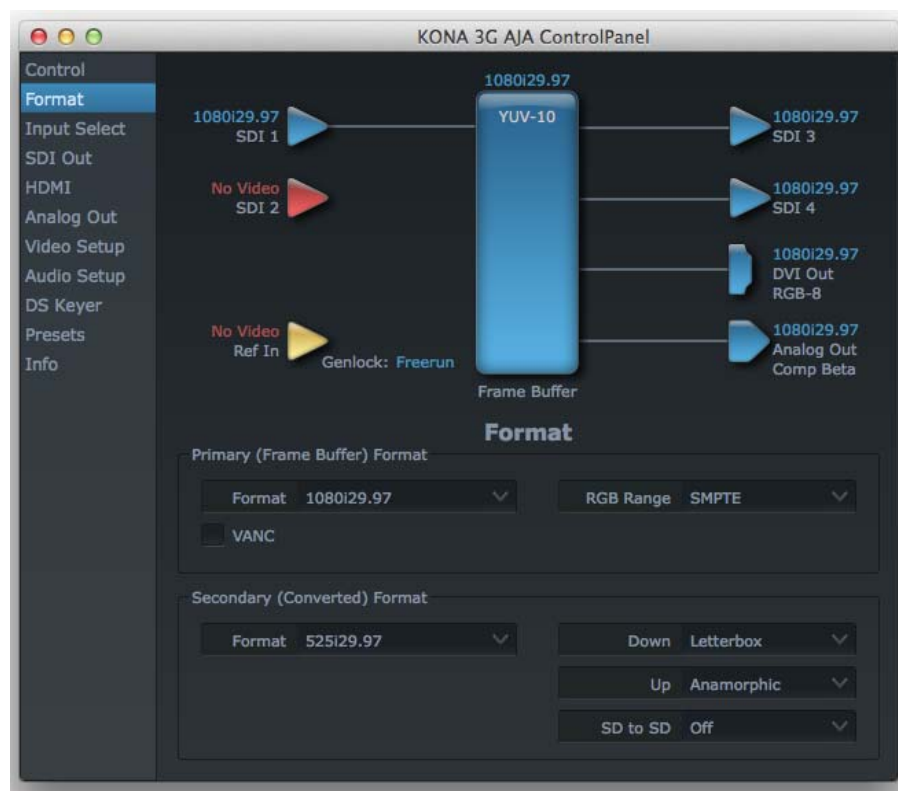 KONA 3G AJA ControlPanel
Control
Format
Input Select
SDI Out
HDMI
Analog Out
Video Setup
Audio Setup
DS Keyer
Presets
Info
1080i29.97
YUV-10
1080i29.97
SDI 1
No Video
SDI 2
No Video
Ref In
Genlock: Freerun
Frame Buffer
1080i29.97
SDI 3
1080i29.97
SDI 4
1080i29.97
DVI Out
RGB-8
1080i29.97
Analog Out
Comp Beta
Format
Primary (Frame Buffer) Format
Format 1080i29.97
RGB Range SMPTE
VANC
Secondary (Converted) Format
Format 525i29.97
Down Letterbox
Up Anamorphic
SD to SD Off